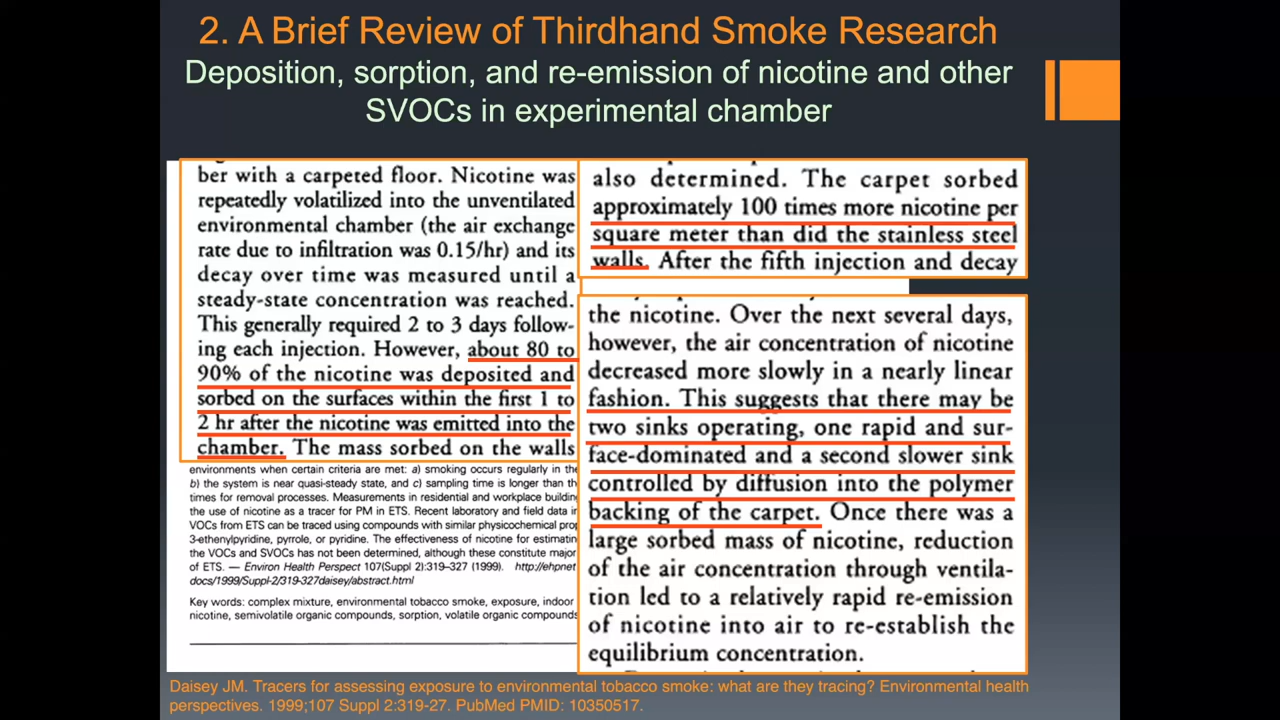 2. A Brief Review of Thirdhand Smoke Research
Deposition, sorption, and re-emission of nicotine and other
SVOCs in experimental chamber
ber with a carpeted floor. Nicotine was
repeatedly volatilized into the unventilated
environmental chamber (the air exchange
rate due to infiltration was 0.15/hr) and its
decay over time was measured until a
steady-state concentration was reached.
This generally required 2 to 3 days follow-
ing each injection. However, about 80 to
90% of the nicotine was deposited and
sorbed on the surfaces within the first 1 to
2 hr after the nicotine was emitted into the
chamber. The mass sorbed on the walls
environments when certain criteria are met: a) smoking occurs regularly in the
b) the system is near quasi-steady state, and c) sampling time is longer than th
times for removal processes. Measurements in residential and workplace building
the use of nicotine as a tracer for PM in ETS. Recent laboratory and field data in
VOCs from ETS can be traced using compounds with similar physicochemical prop
3-ethenylpyridine, pyrrole, or pyridine. The effectiveness of nicotine for estimatin
the VOCs and SVOCs has not been determined, although these constitute major
of ETS. — Environ Health Perspect 107(Suppl 2):319–327 (1999). http://ehpnet
docs/1999/Suppl-2/319-327daisey/abstract.html
Key words: complex mixture, environmental tobacco smoke, exposure, indoor
nicotine, semivolatile organic compounds, sorption, volatile organic compounds
also determined. The carpet sorbed
approximately 100 times more nicotine per
square meter than did the stainless steel
walls. After the fifth injection and decay
the nicotine. Over the next several days,
however, the air concentration of nicotine
decreased more slowly in a nearly linear
fashion. This suggests that there may be
two sinks operating, one rapid and sur-
face-dominated and a second slower sink
controlled by diffusion into the polymer
backing of the carpet. Once there was a
large sorbed mass of nicotine, reduction
of the air concentration through ventila-
tion led to a relatively rapid re-emission
of nicotine into air to re-establish the
equilibrium concentration.
Daisey JM. Tracers for assessing exposure to environmental tobacco smoke: what are they tracing? Environmental health
perspectives. 1999;107 Suppl 2:319-27. PubMed PMID: 10350517.